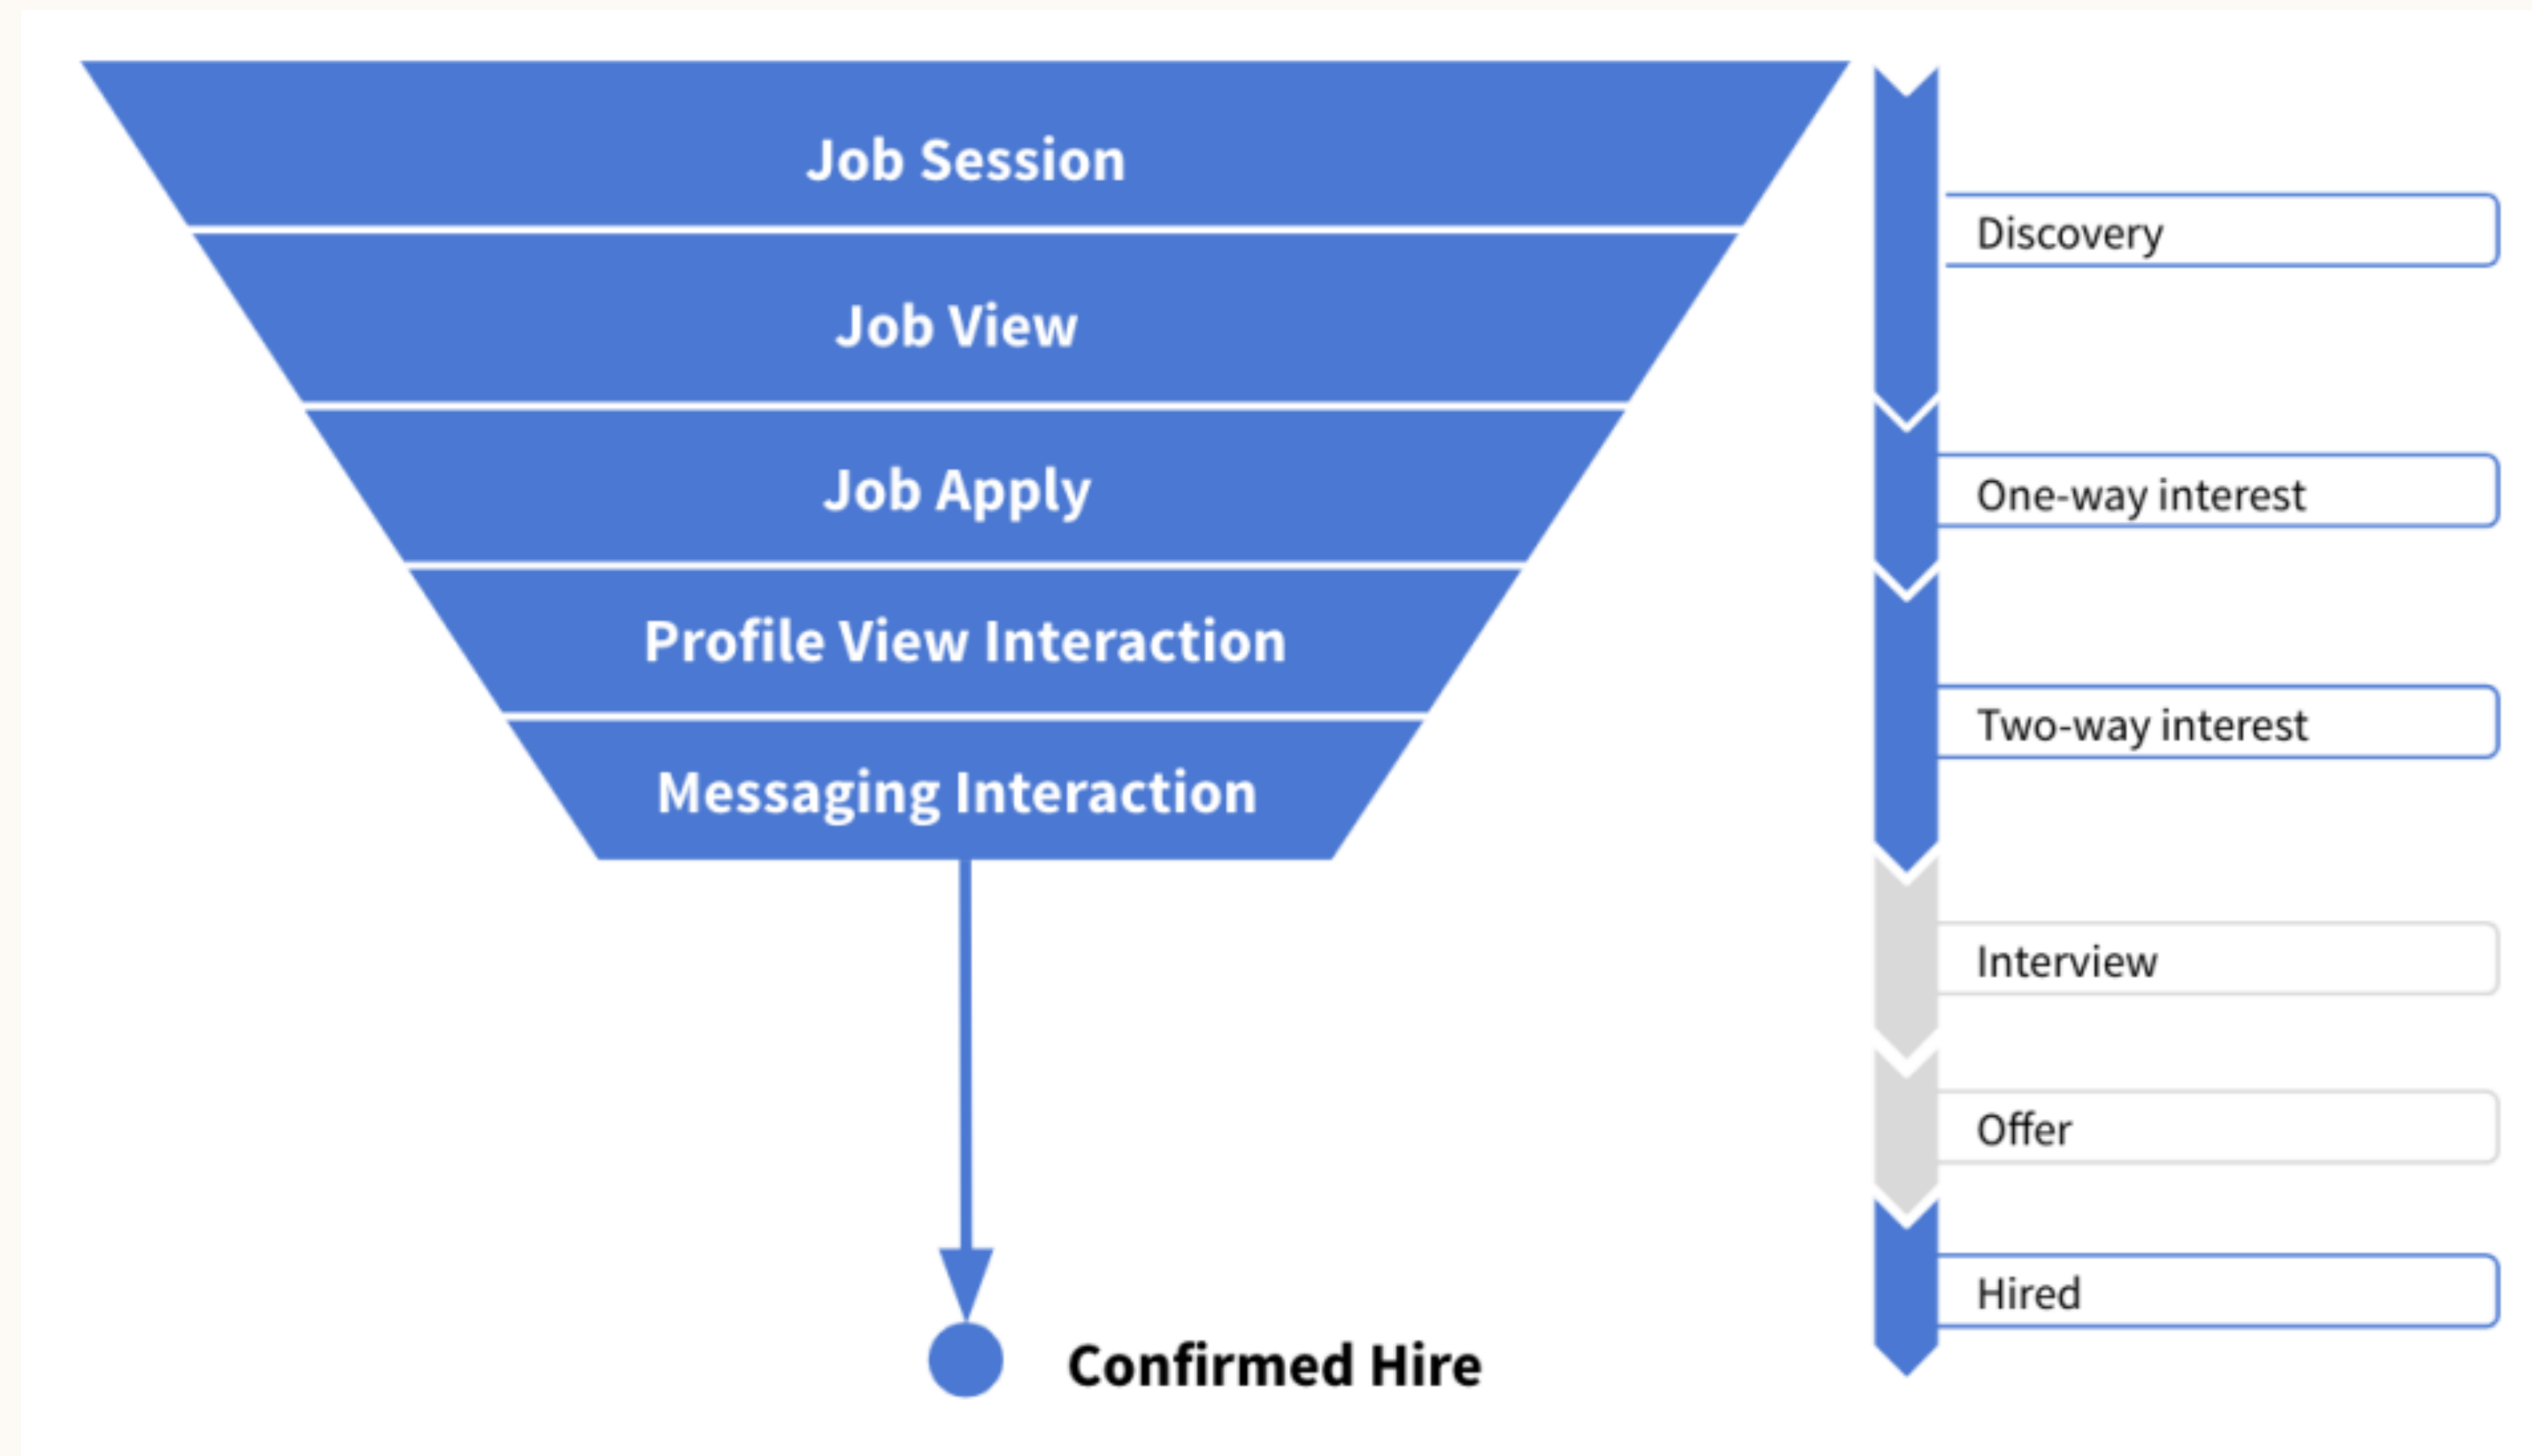 Job Session
Job View
Job Apply
Profile View Interaction
Messaging Interaction
Confirmed Hire
Discovery
One-way interest
Two-way interest
Interview
Offer
Hired